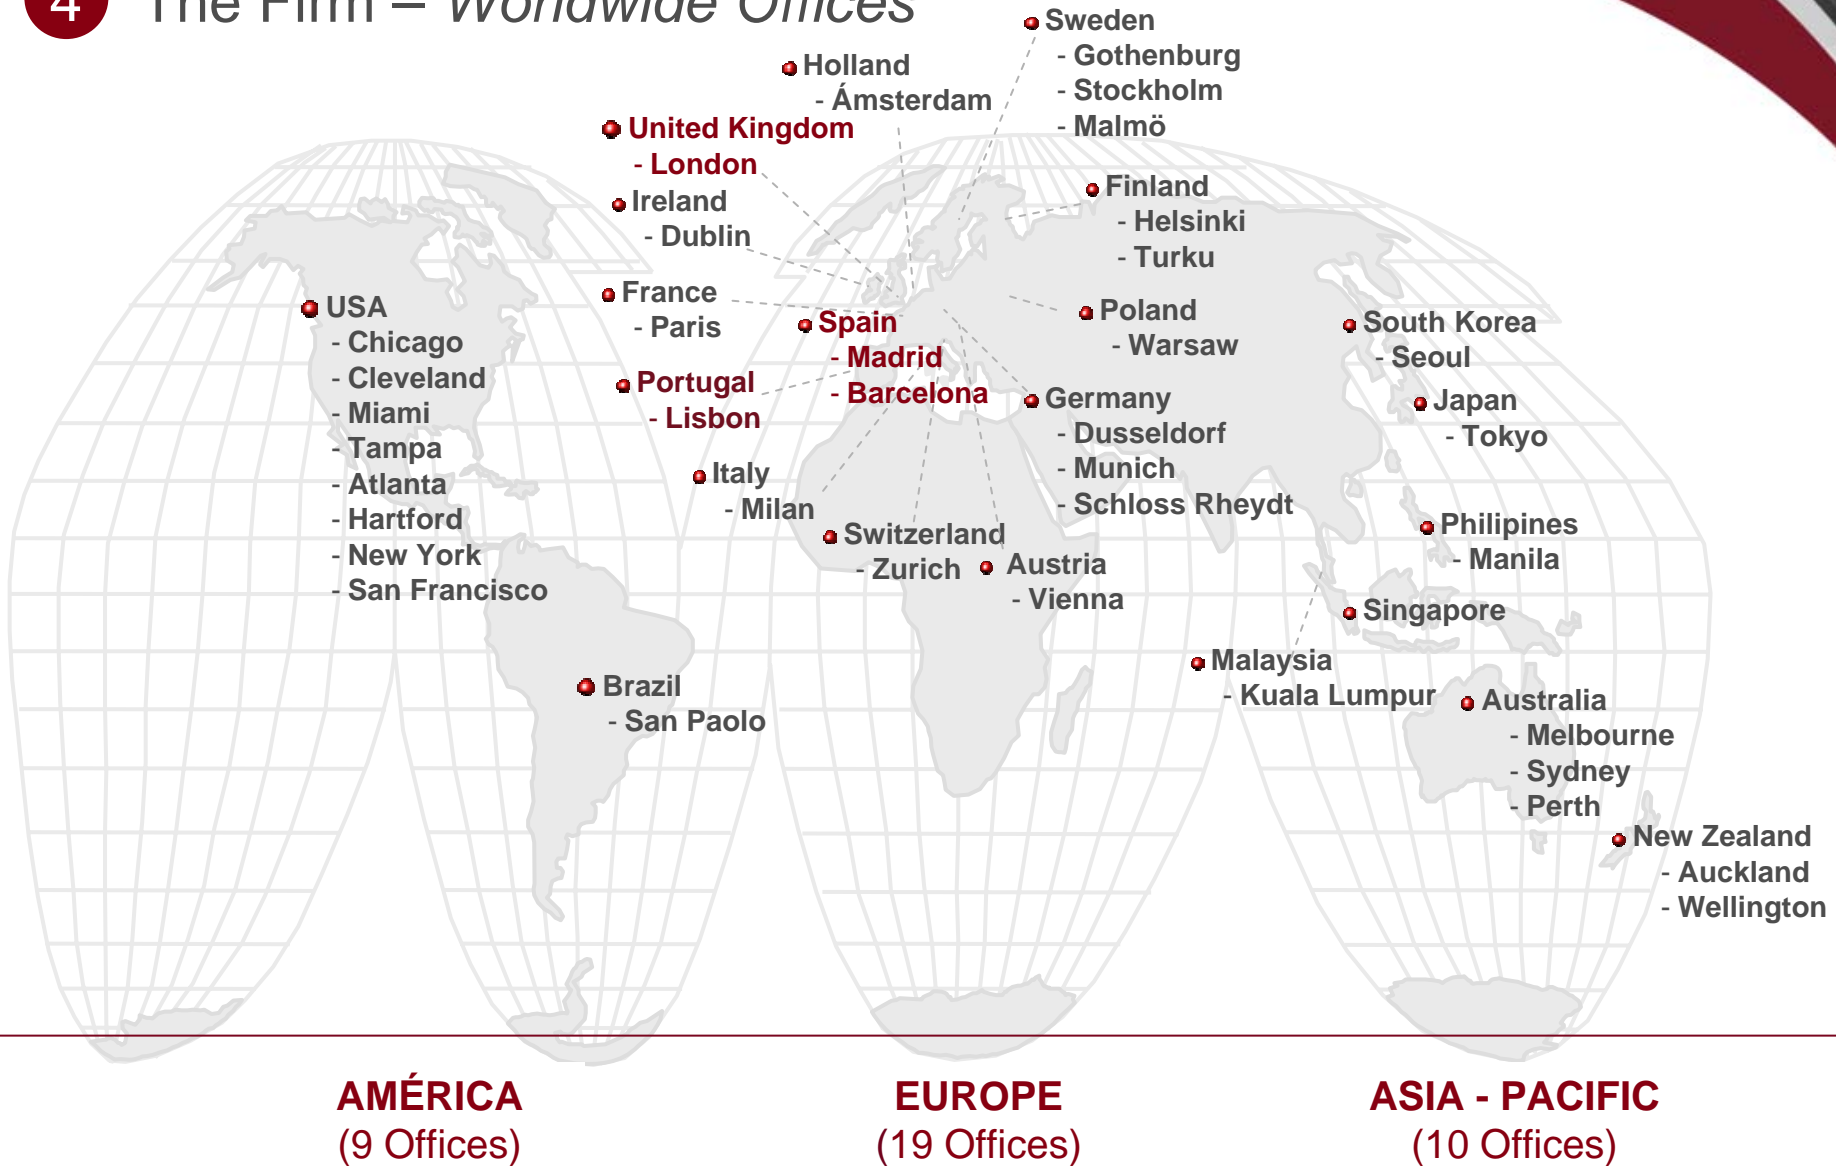 4 The Firm – Worldwide Offices
Sweden
- Gothenburg
- Stockholm
- Malmö
Holland
- Ámsterdam
United Kingdom
- London
Ireland
- Dublin
Finland
- Helsinki
- Turku
France
- Paris
Spain
- Madrid
- Barcelona
Portugal
- Lisbon
Poland
- Warsaw
Germany
- Dusseldorf
- Munich
- Schloss Rheydt
Italy
- Milan
Switzerland
- Zurich
Austria
- Vienna
USA
- Chicago
- Cleveland
- Miami
- Tampa
- Atlanta
- Hartford
- New York
- San Francisco
Brazil
- San Paolo
South Korea
- Seoul
Japan
- Tokyo
Philipines
- Manila
Singapore
Malaysia
- Kuala Lumpur
Australia
- Melbourne
- Sydney
- Perth
New Zealand
- Auckland
- Wellington
AMÉRICA
(9 Offices)
EUROPE
(19 Offices)
ASIA - PACIFIC
(10 Offices)